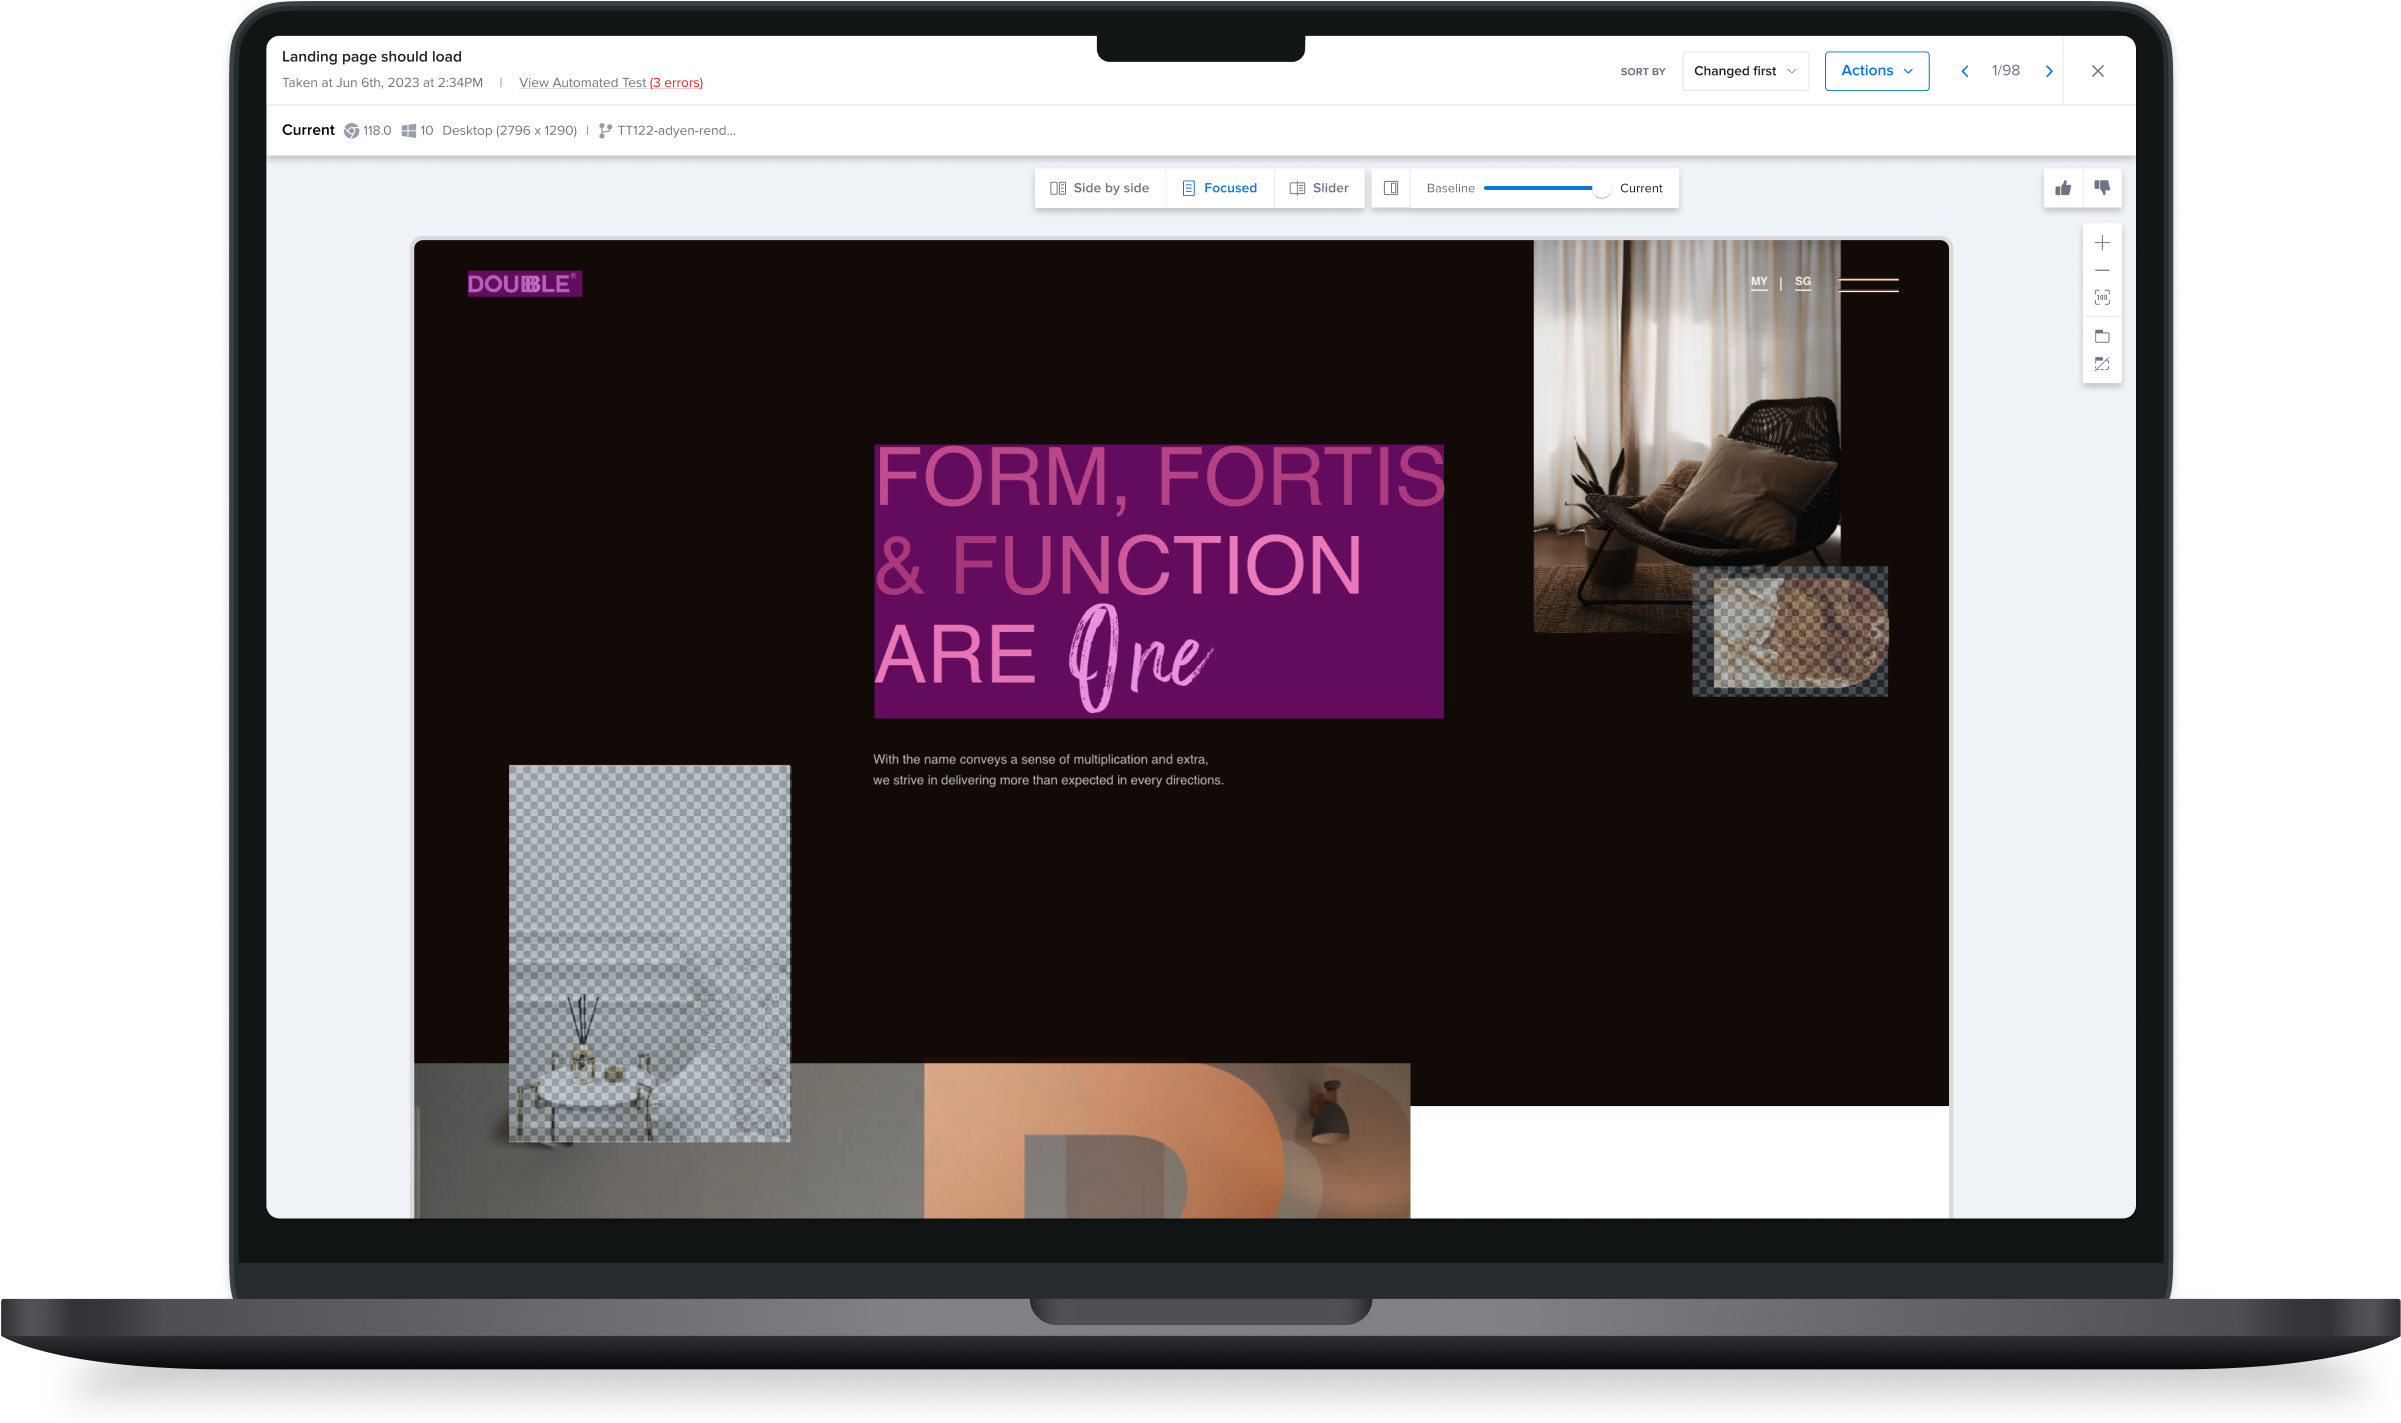 Landing page should load
Taken at Jun 6th, 2023 at 2:34PM | View Automated Test (3 errors)
SORT BY Changed first Actions 1/98
Current 118.0 10 Desktop (2796 x 1290) | TT122-adyen-rend...
Side by side Focused Slider Baseline Current
100
DOUBBLE®
MY | SG
FORM, FORTIS
& FUNCTION
ARE One
With the name conveys a sense of multiplication and extra,
we strive in delivering more than expected in every directions.